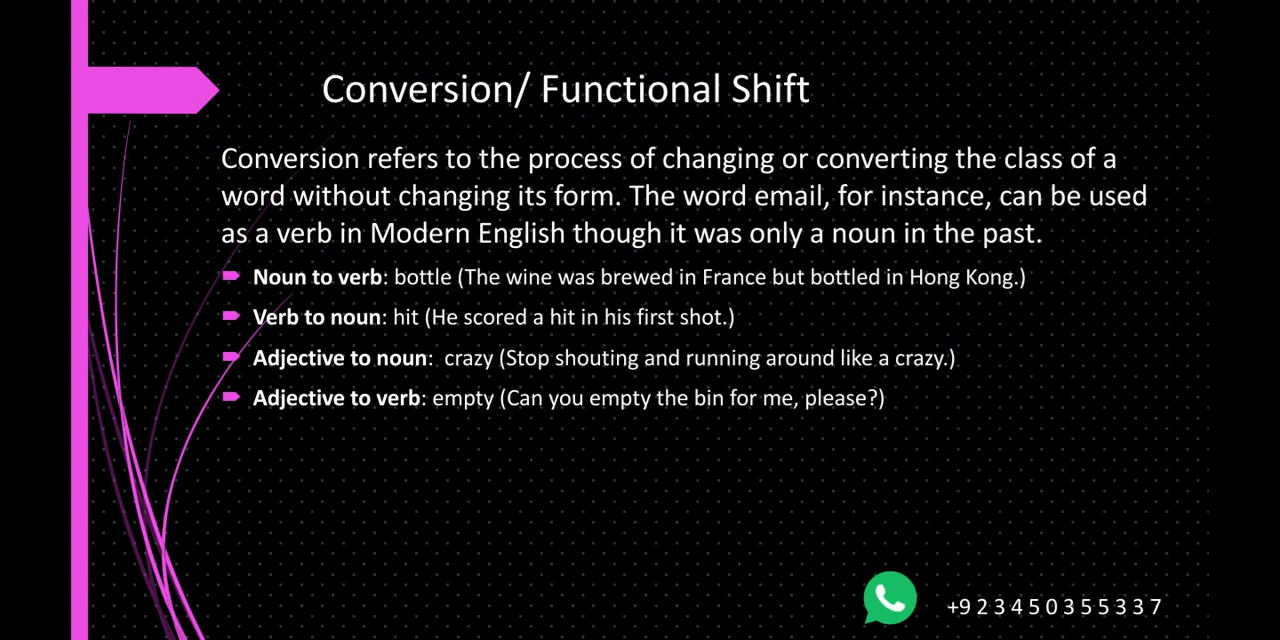 Conversion/ Functional Shift
Conversion refers to the process of changing or converting the class of a
word without changing its form. The word email, for instance, can be used
as a verb in Modern English though it was only a noun in the past.
Noun to verb: bottle (The wine was brewed in France but bottled in Hong Kong.)
Verb to noun: hit (He scored a hit in his first shot.)
Adjective to noun: crazy (Stop shouting and running around like a crazy.)
Adjective to verb: empty (Can you empty the bin for me, please?)
+923450355337